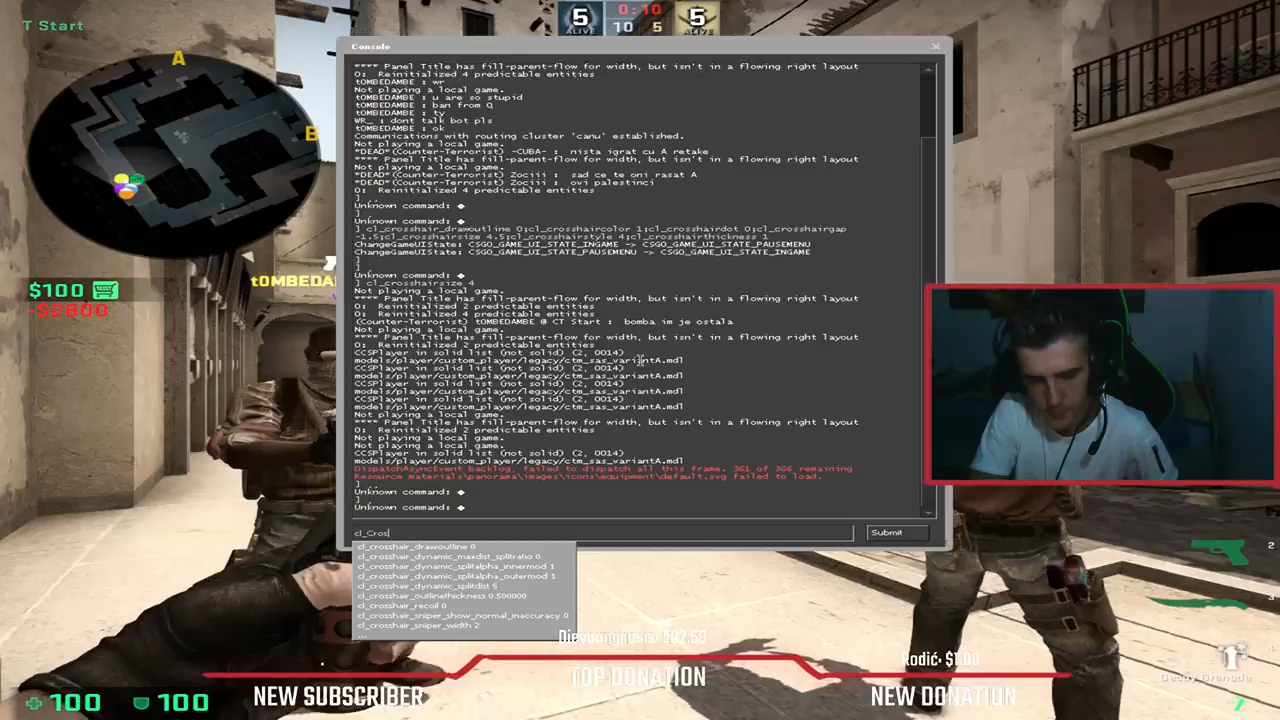 T Start
5
ALIVE
0:10
10 5
5
ALIVE
A
B
$100
-$2800
Console
**** Panel Title has fill-parent-flow for width, but isn't in a flowing right layout
0: Reinitialized 4 predictable entities
tOMBEDAMBE : wr
Not playing a local game.
tOMBEDAMBE : u are so stupid
tOMBEDAMBE : ban from Q
tOMBEDAMBE : ty
WR_ : dont talk bot pls
tOMBEDAMBE : ok
Communications with routing cluster 'canu' established.
Not playing a local game.
*DEAD*(Counter-Terrorist) -CUBA- : nista igrat cu A retake
**** Panel Title has fill-parent-flow for width, but isn't in a flowing right layout
Not playing a local game.
*DEAD*(Counter-Terrorist) Zociii : sad ce te oni rasat A
*DEAD*(Counter-Terrorist) Zociii : ovi palestinci
0: Reinitialized 4 predictable entities
] ..
Unknown command: �
] .
Unknown command: �
] cl_crosshair_drawoutline 0;cl_crosshaircolor 1;cl_crosshairdot 0;cl_crosshairgap
-1.5;cl_crosshairsize 4.5;cl_crosshairstyle 4;cl_crosshairthickness 1
ChangeGameUIState: CSGO_GAME_UI_STATE_INGAME -> CSGO_GAME_UI_STATE_PAUSEMENU
ChangeGameUIState: CSGO_GAME_UI_STATE_PAUSEMENU -> CSGO_GAME_UI_STATE_INGAME
]
] .
Unknown command: �
] cl_crosshairsize 4
Not playing a local game.
**** Panel Title has fill-parent-flow for width, but isn't in a flowing right layout
0: Reinitialized 2 predictable entities
0: Reinitialized 4 predictable entities
(Counter-Terrorist) tOMBEDAMBE @ CT Start : bomba im je ostala
Not playing a local game.
**** Panel Title has fill-parent-flow for width, but isn't in a flowing right layout
0: Reinitialized 2 predictable entities
CCSPlayer in solid list (not solid) (2, 0014)
models/player/custom_player/legacy/ctm_sas_variantA.mdl
CCSPlayer in solid list (not solid) (2, 0014)
models/player/custom_player/legacy/ctm_sas_variantA.mdl
CCSPlayer in solid list (not solid) (2, 0014)
models/player/custom_player/legacy/ctm_sas_variantA.mdl
CCSPlayer in solid list (not solid) (2, 0014)
models/player/custom_player/legacy/ctm_sas_variantA.mdl
Not playing a local game.
**** Panel Title has fill-parent-flow for width, but isn't in a flowing right layout
0: Reinitialized 2 predictable entities
Not playing a local game.
Not playing a local game.
CCSPlayer in solid list (not solid) (2, 0014)
models/player/custom_player/legacy/ctm_sas_variantA.mdl
DispatchAsyncEvent backlog, failed to dispatch all this frame. 361 of 366 remaining
Resource materials\panorama\images\icons\equipment\default.svg failed to load.
] ..
Unknown command: �
] .
Unknown command: �
cl_Cros
Submit
cl_crosshair_drawoutline 0
cl_crosshair_dynamic_maxdist_splitratio 0
cl_crosshair_dynamic_splitalpha_innermod 1
cl_crosshair_dynamic_splitalpha_outermod 1
cl_crosshair_dynamic_splitdist 5
cl_crosshair_outlinethickness 0.500000
cl_crosshair_recoil 0
cl_crosshair_sniper_show_normal_inaccuracy 0
cl_crosshair_sniper_width 2
...
tOMBEDA
2
Decoy Grenade
TOP DONATION
Rodić: $1.00
NEW SUBSCRIBER
NEW DONATION
100
100